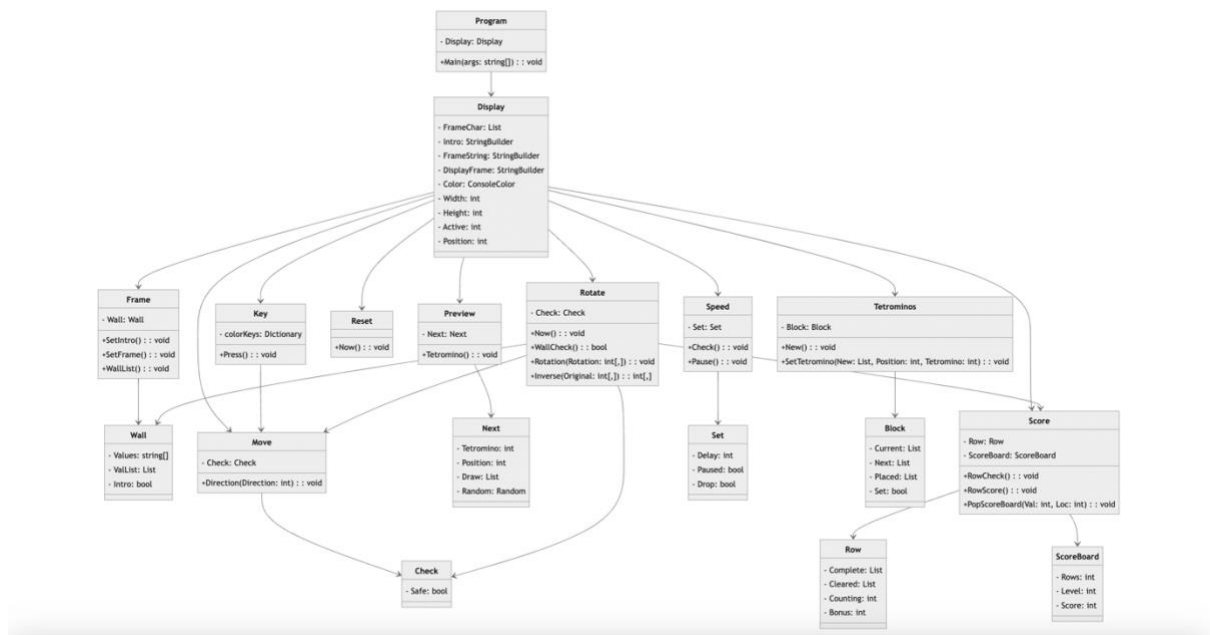 Program
- Display: Display
+Main(args: string[]) : : void
Display
- FrameChar: List
- Intro: StringBuilder
- FrameString: StringBuilder
- DisplayFrame: StringBuilder
- Color: ConsoleColor
- Width: int
- Height: int
- Active: int
- Position: int
Frame
- Wall: Wall
+SetIntro() : : void
+SetFrame() : : void
+WallList() : : void
Key
- colorKeys: Dictionary
+Press() : : void
Reset
+Now() : : void
Preview
- Next: Next
+Tetromino() : : void
Rotate
- Check: Check
+Now() : : void
+WallCheck() : : bool
+Rotation(Rotation: int[,]) : : void
+Inverse(Original: int[,]) : : int[,]
Speed
- Set: Set
+Check() : : void
+Pause() : : void
Tetrominos
- Block: Block
+New() : : void
+SetTetromino(New: List, Position: int, Tetromino: int) : : void
Wall
- Values: string[]
- ValList: List
- Intro: bool
Move
- Check: Check
+Direction(Direction: int) : : void
Next
- Tetromino: int
- Position: int
- Draw: List
- Random: Random
Set
- Delay: int
- Paused: bool
- Drop: bool
Block
- Current: List
- Next: List
- Placed: List
- Set: bool
Score
- Row: Row
- ScoreBoard: ScoreBoard
+RowCheck() : : void
+RowScore() : : void
+PopScoreBoard(Val: int, Loc: int) : : void
Check
- Safe: bool
Row
- Complete: List
- Cleared: List
- Counting: int
- Bonus: int
ScoreBoard
- Rows: int
- Level: int
- Score: int